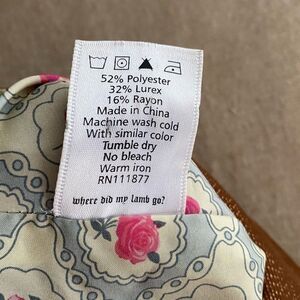 52% Polyester
32% Lurex
16% Rayon
Made in China
Machine wash cold
With similar color
Tumble dry
No bleach
Warm iron
RN111877
where did my lamb go?